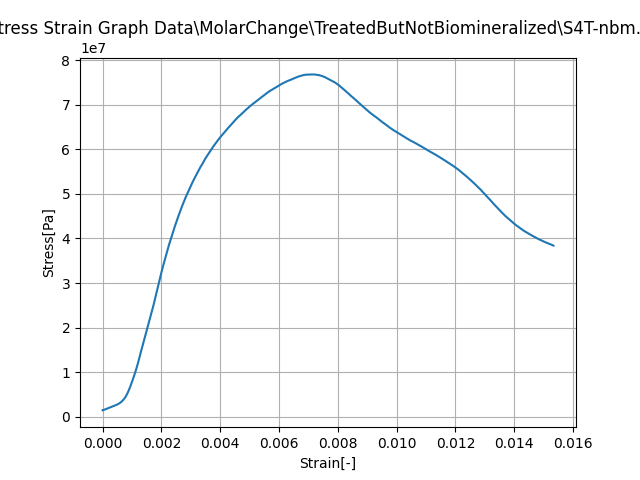 tress Strain Graph Data\MolarChange\TreatedButNotBiomineralized\S4T-nbm.
1e7
8
7
6
5
4
3
2
1
0
Stress[Pa]
0.000 0.002 0.004 0.006 0.008 0.010 0.012 0.014 0.016
Strain[-]